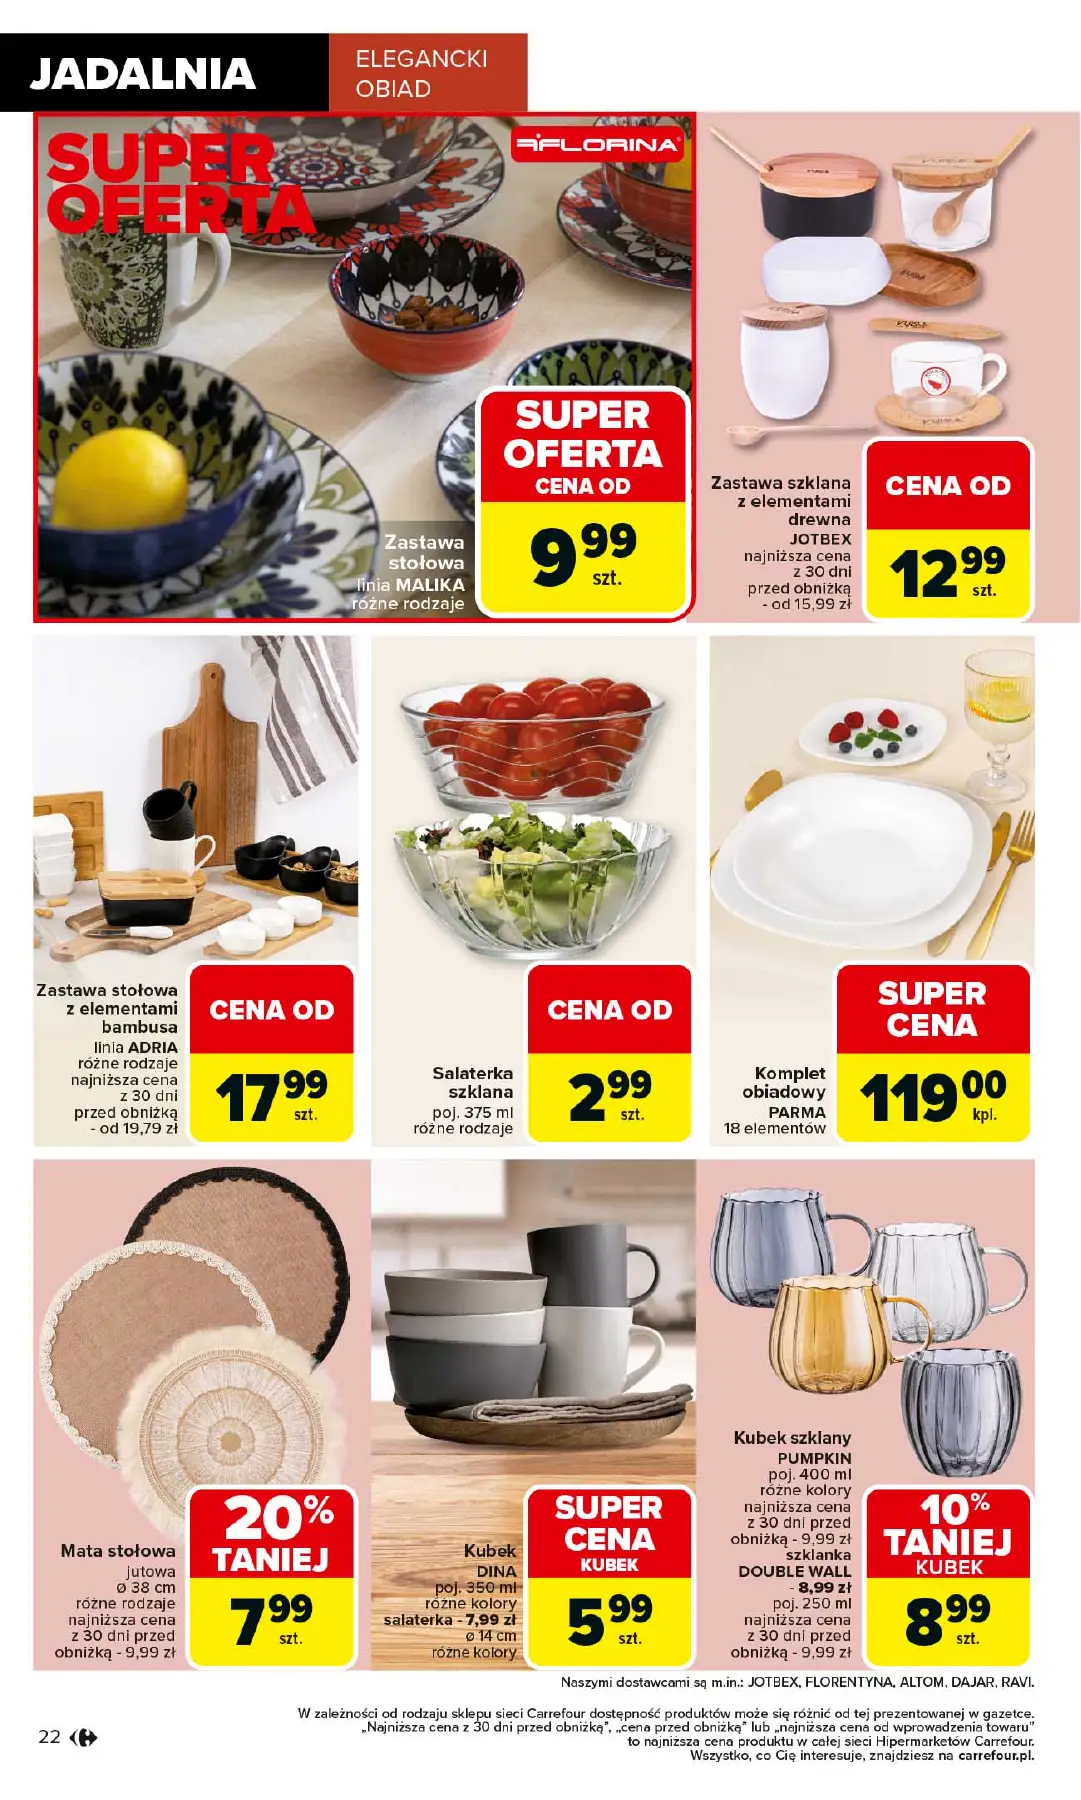 JADALNIA
ELEGANCKI
OBIAD
SUPER
OFERTA
FLORINA
SUPER
OFERTA
CENA OD
9 99
szt.
Zastawa
stołowa
linia MALIKA
różne rodzaje
Zastawa szklana
z elementami
drewna
JOTBEX
najniższa cena
z 30 dni
przed obniżką
- od 15,99 zł
CENA OD
12 99
szt.
Zastawa stołowa
z elementami
bambusa
linia ADRIA
różne rodzaje
najniższa cena
z 30 dni
przed obniżką
- od 19,79 zł
CENA OD
17 99
szt.
Salaterka
szklana
poj. 375 ml
różne rodzaje
CENA OD
2 99
szt.
Komplet
obiadowy
PARMA
18 elementów
SUPER
CENA
119 00
kpl.
Mata stołowa
jutowa
ø 38 cm
różne rodzaje
najniższa cena
z 30 dni przed
obniżką - 9,99 zł
20%
TANIEJ
7 99
szt.
Kubek
DINA
poj. 350 ml
różne kolory
salaterka - 7,99 zł
ø 14 cm
różne kolory
SUPER
CENA
KUBEK
5 99
szt.
Kubek szklany
PUMPKIN
poj. 400 ml
różne kolory
najniższa cena
z 30 dni przed
obniżką - 9,99 zł
szklanka
DOUBLE WALL
- 8,99 zł
poj. 250 ml
najniższa cena
z 30 dni przed
obniżką - 9,99 zł
10%
TANIEJ
KUBEK
8 99
szt.
Naszymi dostawcami są m.in.: JOTBEX, FLORENTYNA, ALTOM, DAJAR, RAVI.
W zależności od rodzaju sklepu sieci Carrefour dostępność produktów może się różnić od tej prezentowanej w gazetce.
„Najniższa cena z 30 dni przed obniżką", „cena przed obniżką" lub „najniższa cena od wprowadzenia towaru"
to najniższa cena produktu w całej sieci Hipermarketów Carrefour.
Wszystko, co Cię interesuje, znajdziesz na carrefour.pl.
22